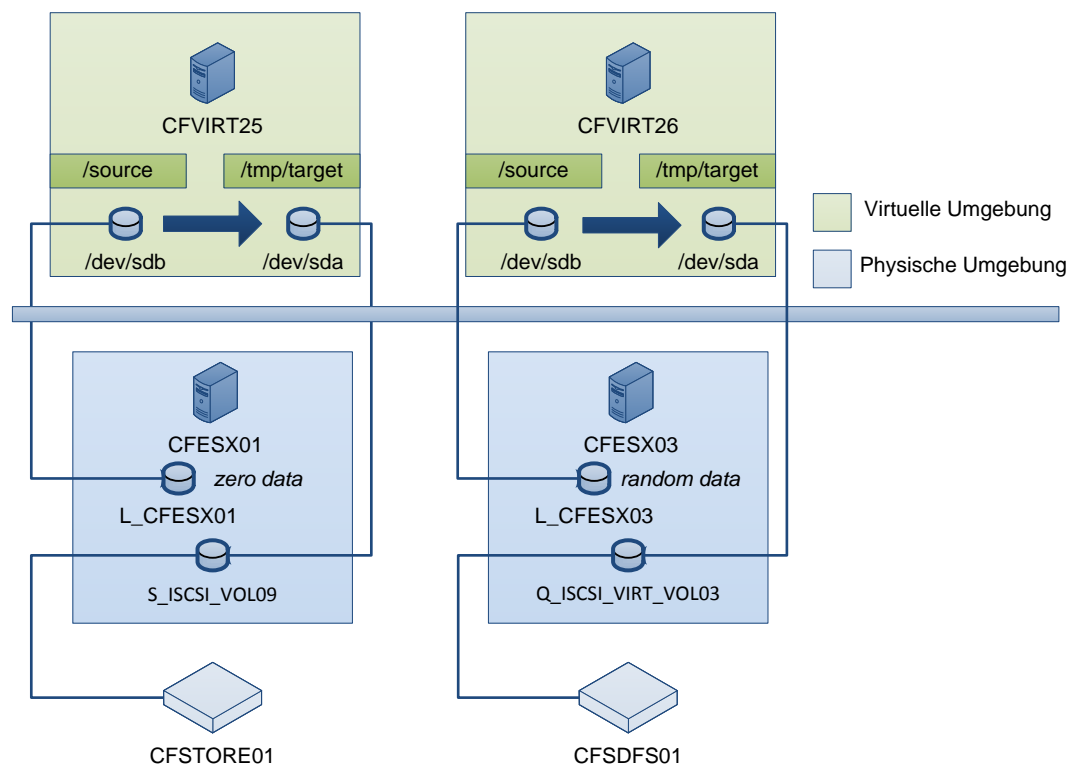 CFVIRT25
/source
/tmp/target
/dev/sdb
/dev/sda
CFVIRT26
/source
/tmp/target
/dev/sdb
/dev/sda
Virtuelle Umgebung
Physische Umgebung
CFESX01
zero data
L_CFESX01
S_ISCSI_VOL09
CFSTORE01
CFESX03
random data
L_CFESX03
Q_ISCSI_VIRT_VOL03
CFSDFS01